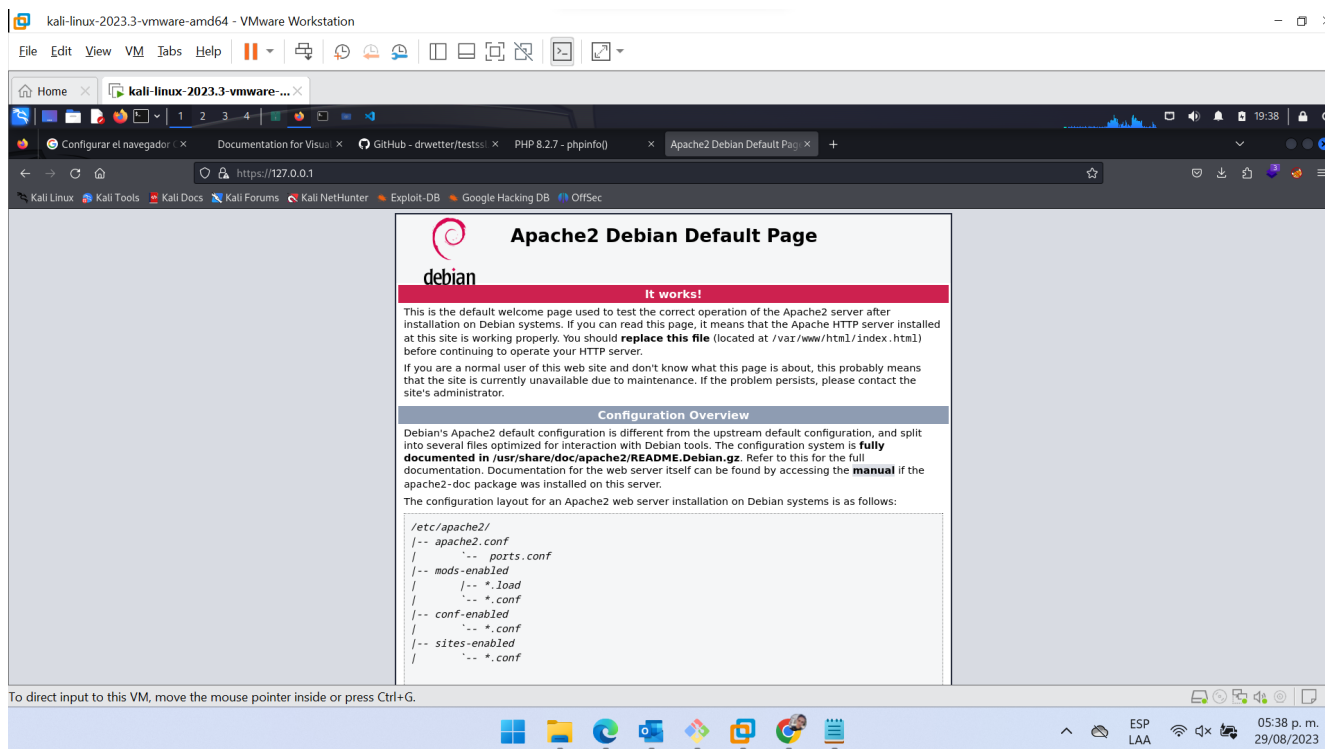 kali-linux-2023.3-vmware-amd64 - VMware Workstation
File Edit View VM Tabs Help
Home kali-linux-2023.3-vmware-...
1 2 3 4 19:38
Configurar el navegador C Documentation for Visual GitHub - drwetter/testssl. PHP 8.2.7 - phpinfo() Apache2 Debian Default Pag
https://127.0.0.1 3
Kali Linux Kali Tools Kali Docs Kali Forums Kali NetHunter Exploit-DB Google Hacking DB OffSec
Apache2 Debian Default Page
debian
It works!
This is the default welcome page used to test the correct operation of the Apache2 server after
installation on Debian systems. If you can read this page, it means that the Apache HTTP server installed
at this site is working properly. You should replace this file (located at /var/www/html/index.html)
before continuing to operate your HTTP server.
If you are a normal user of this web site and don't know what this page is about, this probably means
that the site is currently unavailable due to maintenance. If the problem persists, please contact the
site's administrator.
Configuration Overview
Debian's Apache2 default configuration is different from the upstream default configuration, and split
into several files optimized for interaction with Debian tools. The configuration system is fully
documented in /usr/share/doc/apache2/README.Debian.gz. Refer to this for the full
documentation. Documentation for the web server itself can be found by accessing the manual if the
apache2-doc package was installed on this server.
The configuration layout for an Apache2 web server installation on Debian systems is as follows:
/etc/apache2/
|-- apache2.conf
|       `--  ports.conf
|-- mods-enabled
|       |-- *.load
|       `-- *.conf
|-- conf-enabled
|       `-- *.conf
|-- sites-enabled
|       `-- *.conf
To direct input to this VM, move the mouse pointer inside or press Ctrl+G.
ESP
LAA
05:38 p. m.
29/08/2023